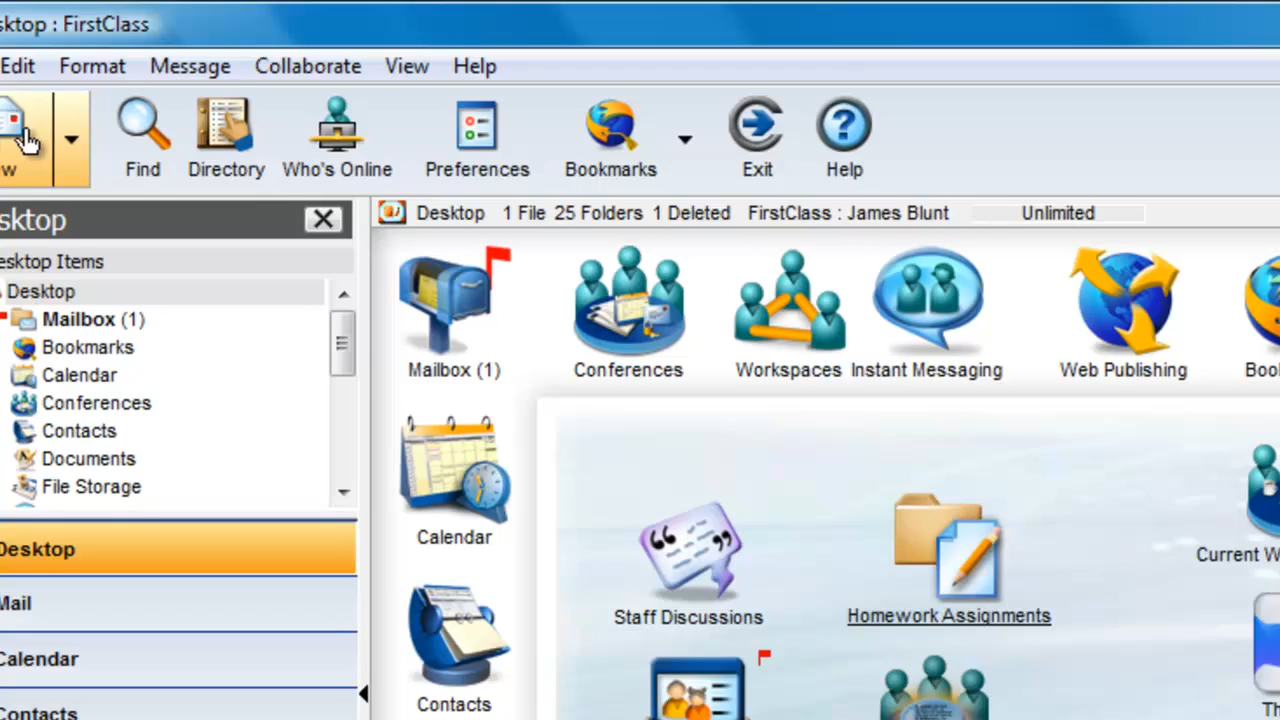 sktop : FirstClass
Edit Format Message Collaborate View Help
w Find Directory Who's Online Preferences Bookmarks Exit Help
sktop
Desktop 1 File 25 Folders 1 Deleted FirstClass : James Blunt Unlimited
esktop Items
Desktop
Mailbox (1)
Bookmarks
Calendar
Conferences
Contacts
Documents
File Storage
Desktop
Mail
Calendar
Contacts
Mailbox (1) Conferences Workspaces Instant Messaging Web Publishing Boo
Calendar
Contacts
Staff Discussions
Homework Assignments
Current W
Th